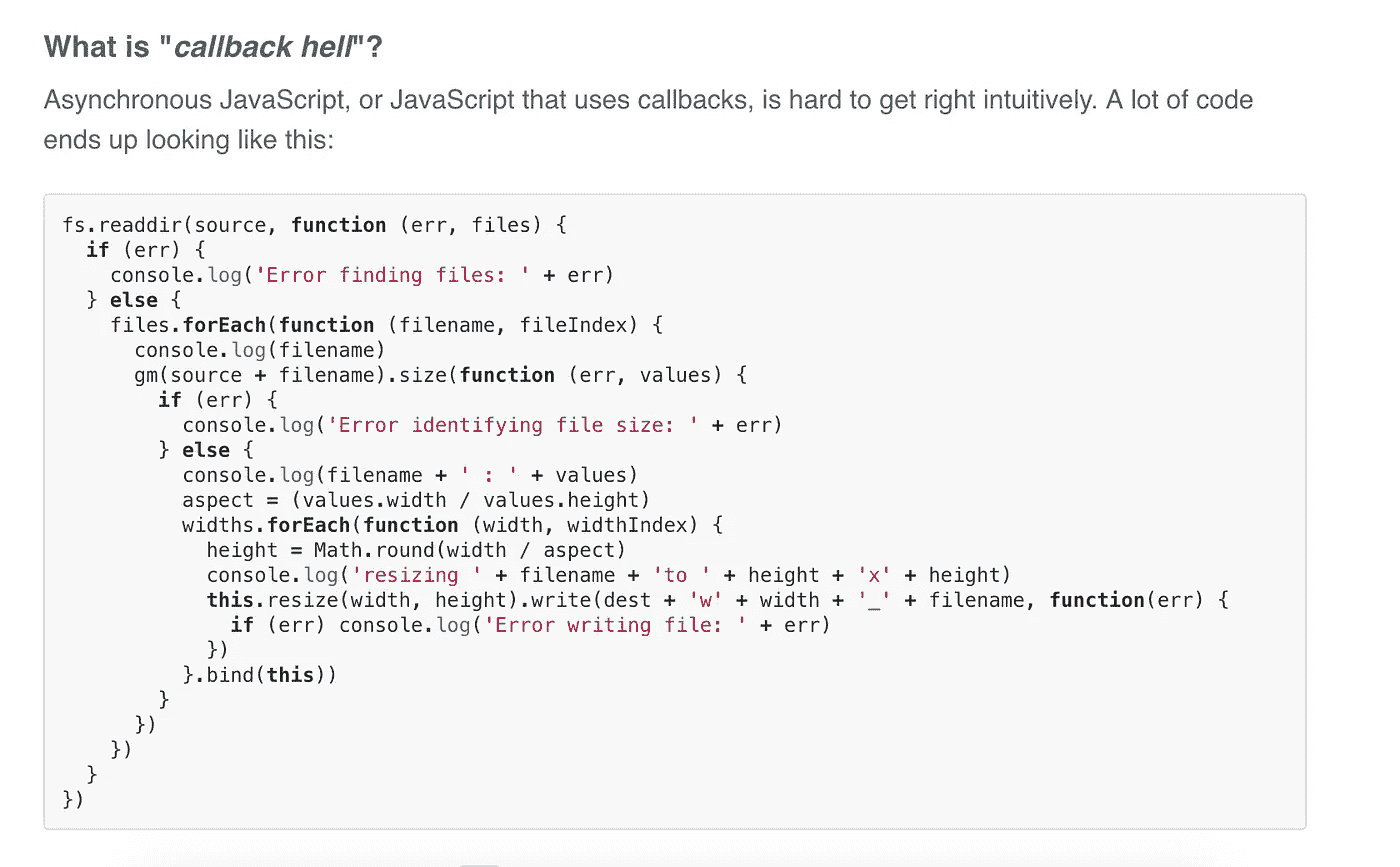 What is "callback hell"?
Asynchronous JavaScript, or JavaScript that uses callbacks, is hard to get right intuitively. A lot of code
ends up looking like this:
fs.readdir(source, function (err, files) {
  if (err) {
    console.log('Error finding files: ' + err)
  } else {
    files.forEach(function (filename, fileIndex) {
      console.log(filename)
      gm(source + filename).size(function (err, values) {
        if (err) {
          console.log('Error identifying file size: ' + err)
        } else {
          console.log(filename + ' : ' + values)
          aspect = (values.width / values.height)
          widths.forEach(function (width, widthIndex) {
            height = Math.round(width / aspect)
            console.log('resizing ' + filename + 'to ' + height + 'x' + height)
            this.resize(width, height).write(dest + 'w' + width + '_' + filename, function(err) {
              if (err) console.log('Error writing file: ' + err)
            })
          }.bind(this))
        }
      })
    })
  }
})